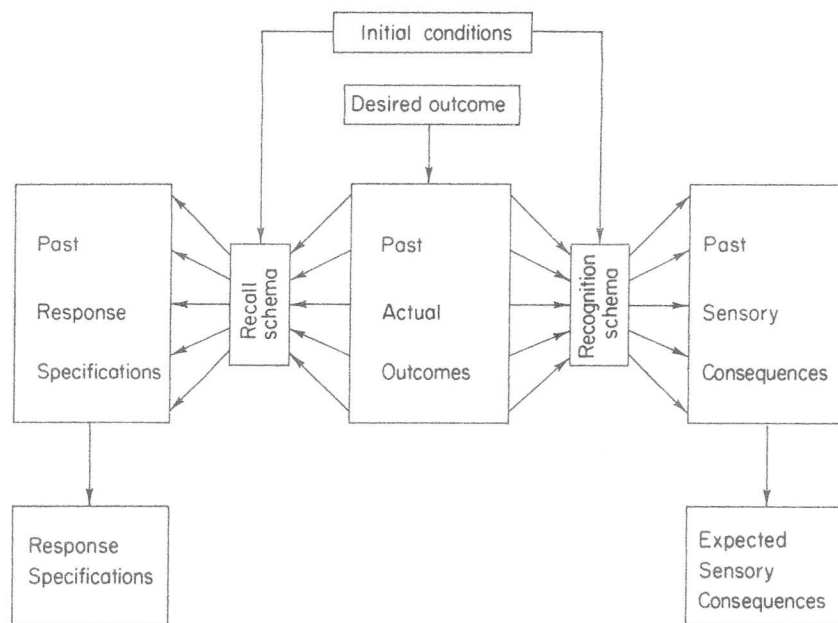 Initial conditions
Desired outcome
Past
Response
Specifications
Recall
schema
Past
Actual
Outcomes
Recognition
schema
Past
Sensory
Consequences
Response
Specifications
Expected
Sensory
Consequences